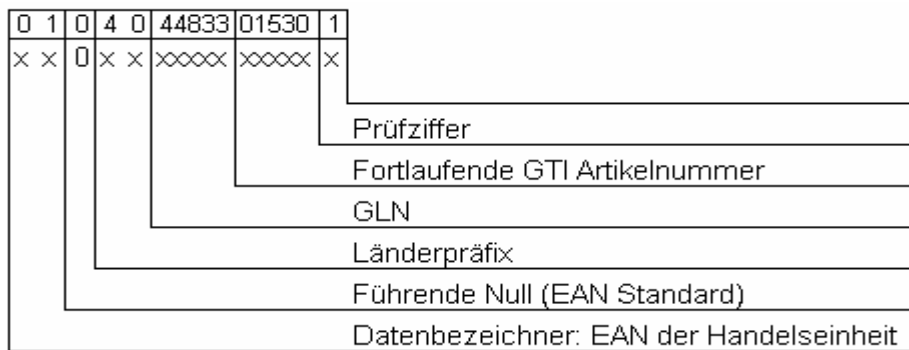 0 1 0 4 0 44833 01530 1
x x 0 x x xxxxx xxxxx x
Prüfziffer
Fortlaufende GTI Artikelnummer
GLN
Länderpräfix
Führende Null (EAN Standard)
Datenbezeichner: EAN der Handelseinheit